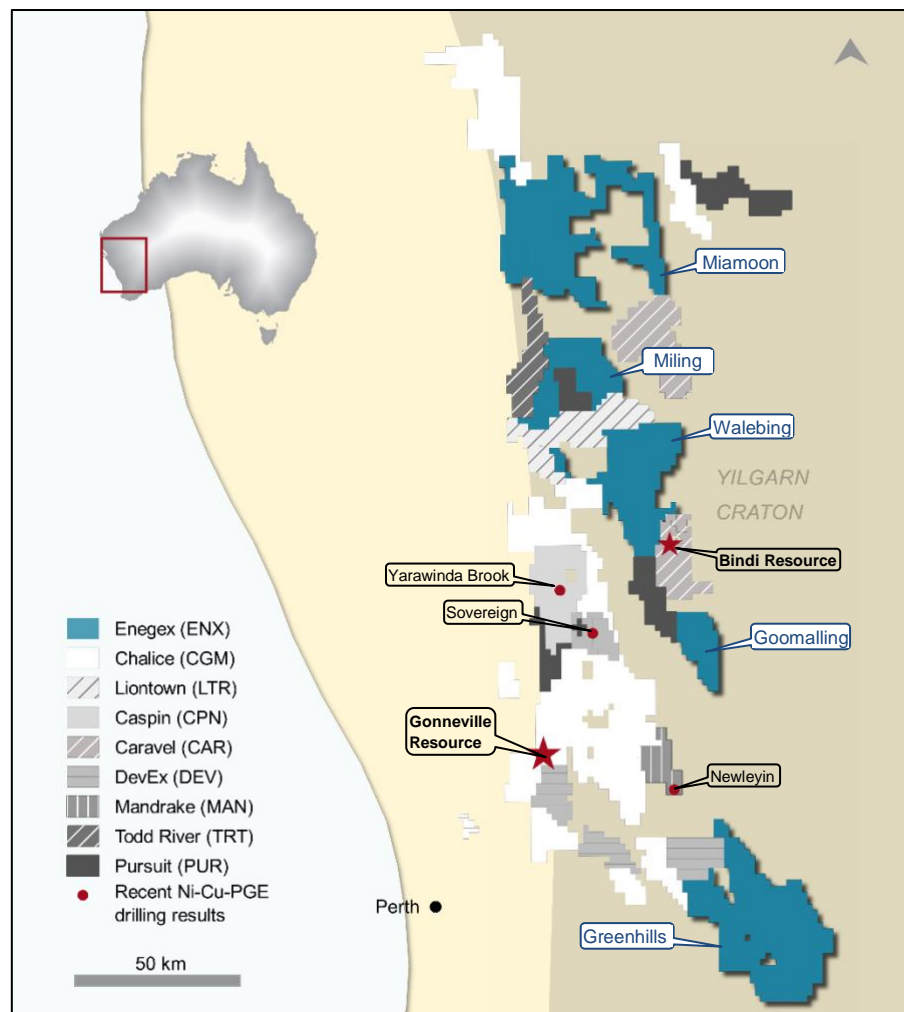 Miamoon
Miling
Walebing
YILGARN
CRATON
Bindi Resource
Yarawinda Brook
Sovereign
Goomalling
Enegex (ENX)
Chalice (CGM)
Liontown (LTR)
Caspin (CPN)
Caravel (CAR)
DevEx (DEV)
Mandrake (MAN)
Todd River (TRT)
Pursuit (PUR)
Recent Ni-Cu-PGE
drilling results
Gonneville
Resource
Newleyin
Perth
Greenhills
50 km